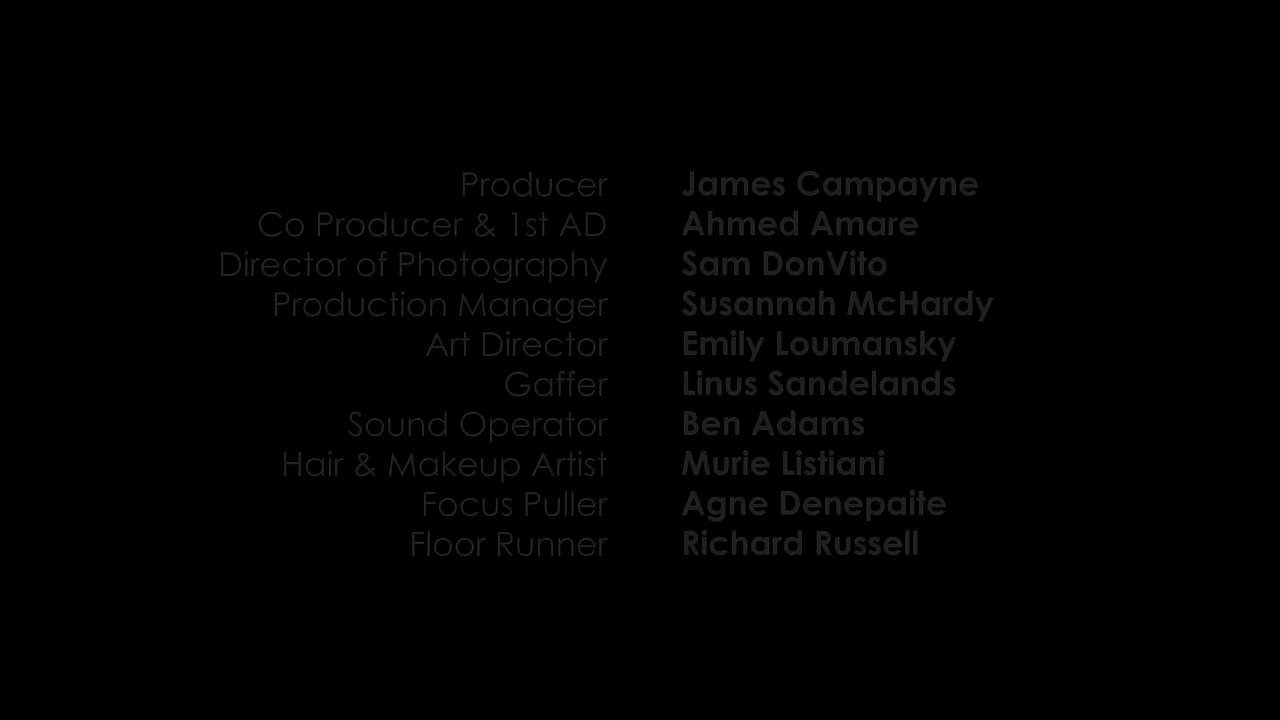 Producer James Campayne
Co Producer & 1st AD Ahmed Amare
Director of Photography Sam DonVito
Production Manager Susannah McHardy
Art Director Emily Loumansky
Gaffer Linus Sandelands
Sound Operator Ben Adams
Hair & Makeup Artist Murie Listiani
Focus Puller Agne Denepaite
Floor Runner Richard Russell